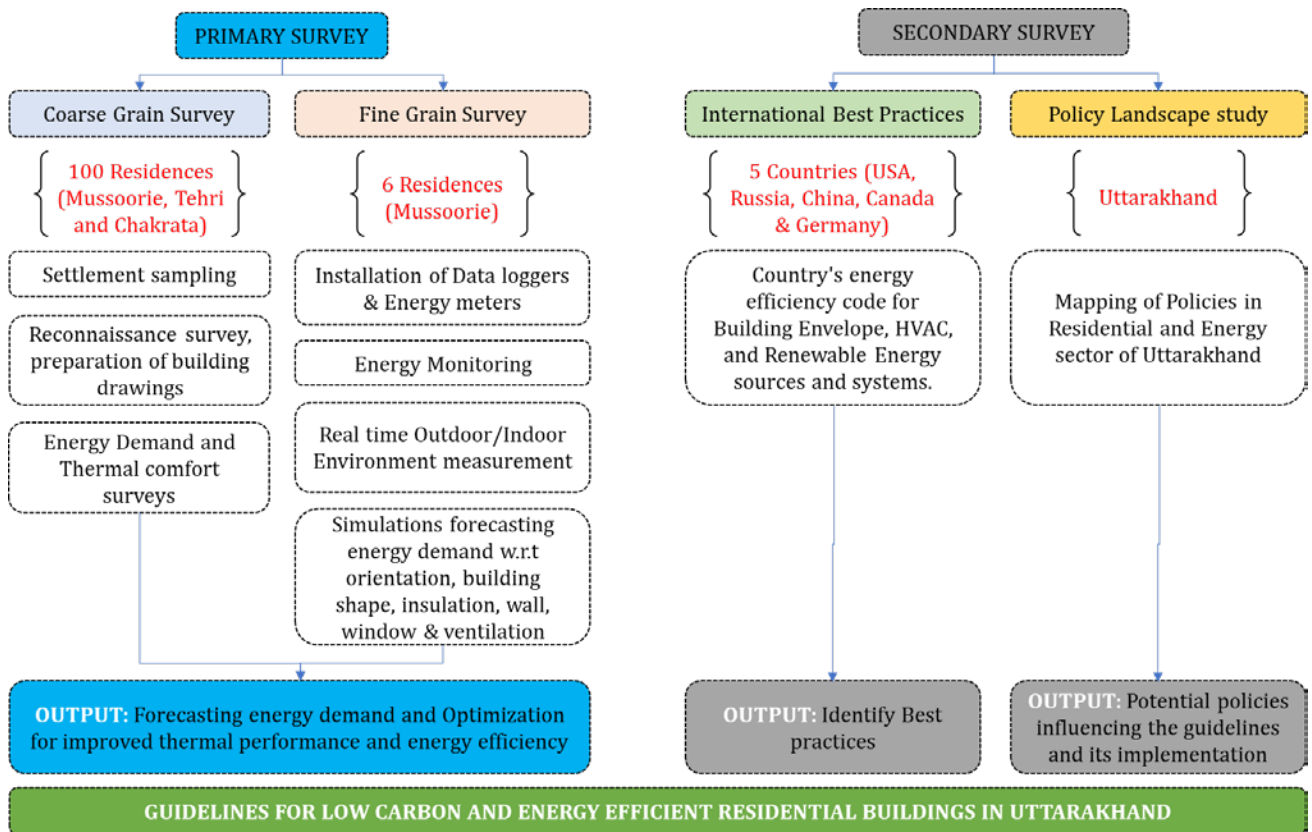 PRIMARY SURVEY
SECONDARY SURVEY
Coarse Grain Survey
Fine Grain Survey
International Best Practices
Policy Landscape study
100 Residences
(Mussoorie, Tehri
and Chakrata)
6 Residences
(Mussoorie)
5 Countries (USA,
Russia, China, Canada
& Germany)
Uttarakhand
Settlement sampling
Reconnaissance survey,
preparation of building
drawings
Energy Demand and
Thermal comfort
surveys
Installation of Data loggers
& Energy meters
Energy Monitoring
Real time Outdoor/Indoor
Environment measurement
Simulations forecasting
energy demand w.r.t
orientation, building
shape, insulation, wall,
window & ventilation
Country's energy
efficiency code for
Building Envelope, HVAC,
and Renewable Energy
sources and systems.
Mapping of Policies in
Residential and Energy
sector of Uttarakhand
OUTPUT: Forecasting energy demand and Optimization
for improved thermal performance and energy efficiency
OUTPUT: Identify Best
practices
OUTPUT: Potential policies
influencing the guidelines
and its implementation
GUIDELINES FOR LOW CARBON AND ENERGY EFFICIENT RESIDENTIAL BUILDINGS IN UTTARAKHAND